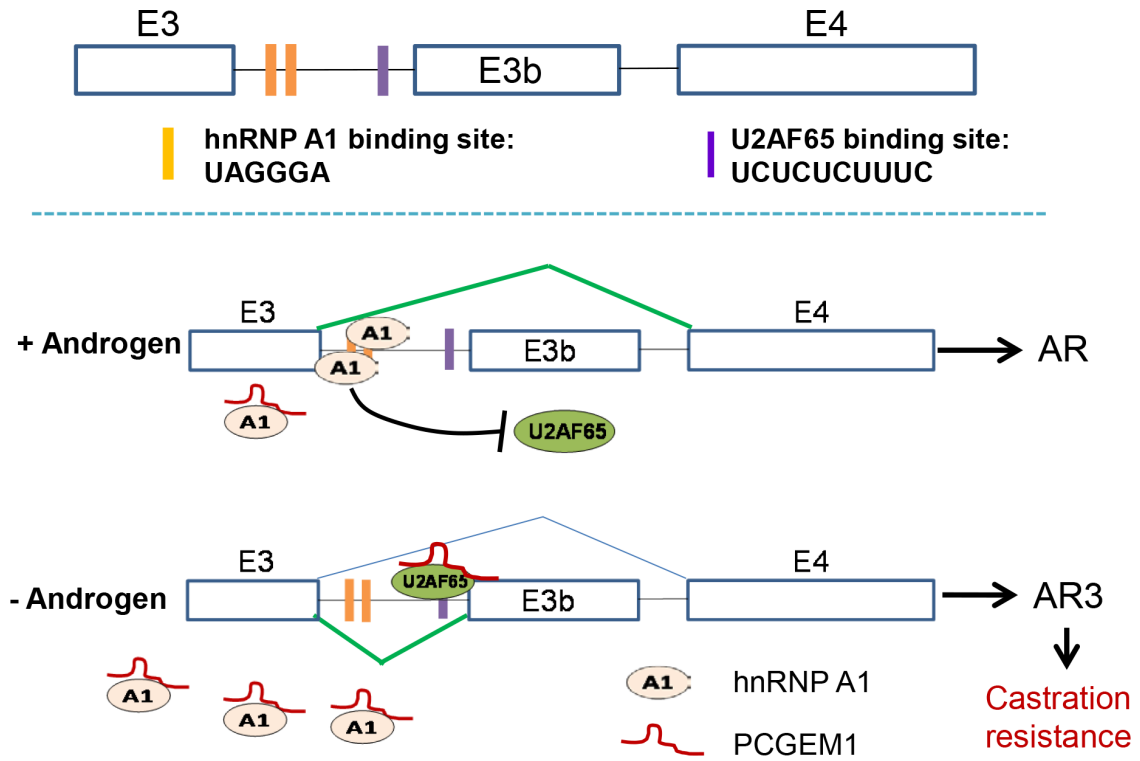 E3
E4
E3b
hnRNP A1 binding site:
UAGGGA
U2AF65 binding site:
UCUCUCUUUC
E3
E4
+ Androgen
A1
A1
E3b
AR
A1
U2AF65
E3
E4
- Androgen
U2AF65
E3b
AR3
A1
A1
A1
A1
hnRNP A1
PCGEM1
Castration
resistance